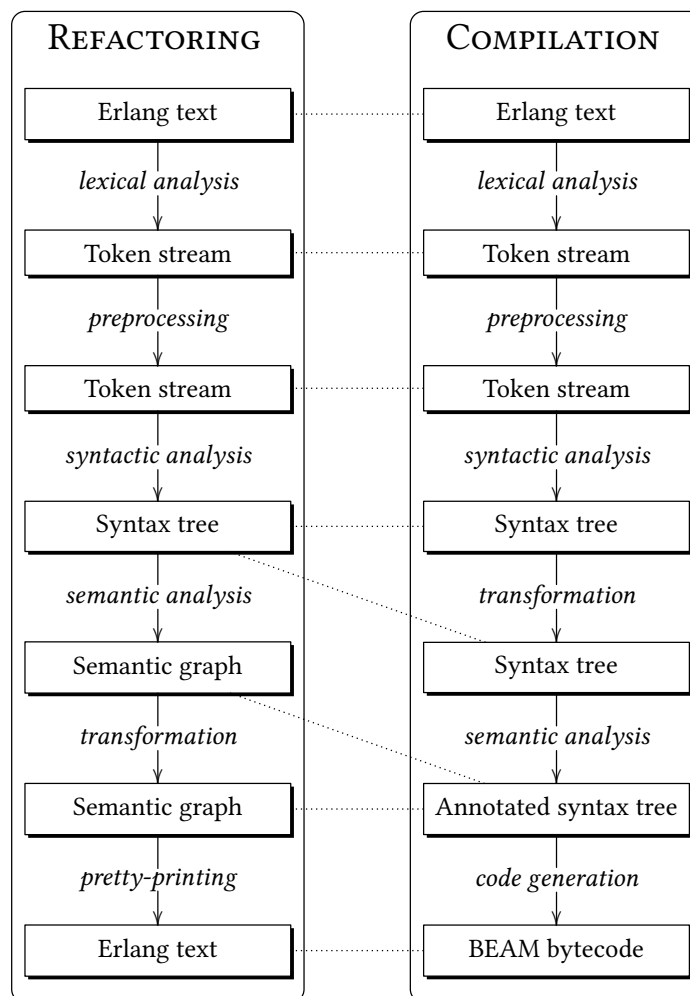 REFACTORING
Erlang text
lexical analysis
Token stream
preprocessing
Token stream
syntactic analysis
Syntax tree
semantic analysis
Semantic graph
transformation
Semantic graph
pretty-printing
Erlang text
COMPILATION
Erlang text
lexical analysis
Token stream
preprocessing
Token stream
syntactic analysis
Syntax tree
transformation
Syntax tree
semantic analysis
Annotated syntax tree
code generation
BEAM bytecode